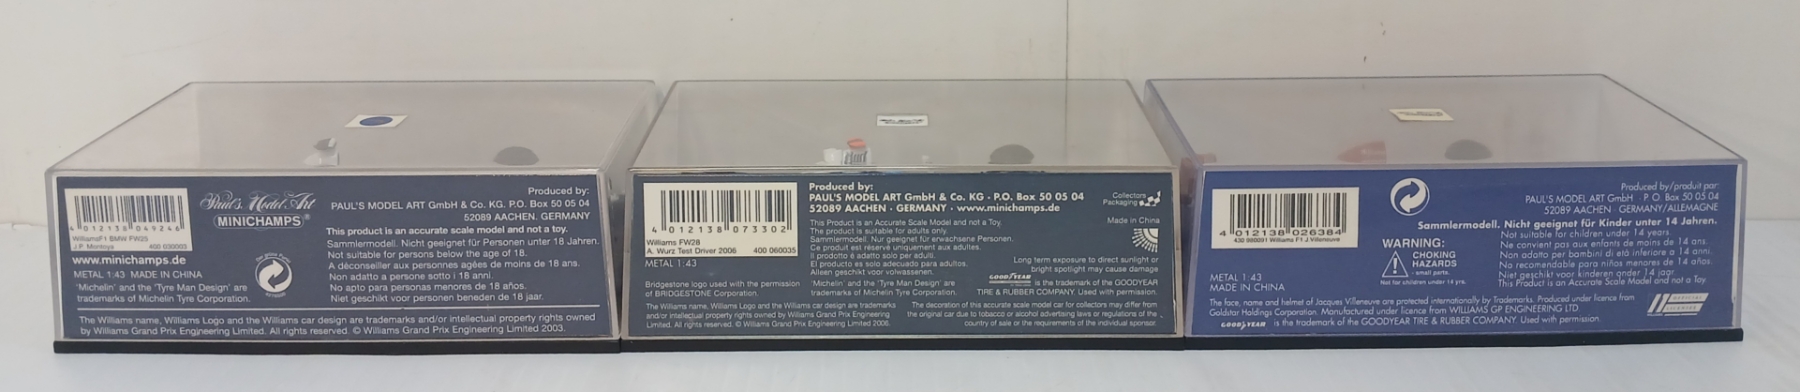 4 012138 049246
WilliamsF1 BMW FW25
J.P. Montoya 400 030003
www.minichamps.de
METAL 1:43 MADE IN CHINA
'Michelin' and the 'Tyre Man Design' are
trademarks of Michelin Tyre Corporation.
Paul's Model Art
MINICHAMPS®
Produced by:
PAUL'S MODEL ART GmbH & Co. KG. P.O. Box 50 05 04
52089 AACHEN. GERMANY
This product is an accurate scale model and not a toy.
Sammlermodell. Nicht geeignet für Personen unter 18 Jahren.
Not suitable for persons below the age of 18.
A déconseiller aux personnes agées de moins de 18 ans.
Non adatto a persone sotto i 18 anni.
No apto para personas menores de 18 años.
Niet geschikt voor personen beneden de 18 jaar.
The Williams name, Williams Logo and the Williams car design are trademarks and/or intellectual property rights owned
by Williams Grand Prix Engineering Limited. All rights reserved. © Williams Grand Prix Engineering Limited 2003.
4 012138 073302
Williams FW28
A. Wurz Test Driver 2006 400 060035
METAL 1:43
Produced by:
PAUL'S MODEL ART GmbH & Co. KG - P.O. Box 50 05 04
52089 AACHEN - GERMANY - www.minichamps.de
This Product is an Accurate Scale Model and not a Toy.
The product is suitable for adults only.
Sammlermodell. Nur geeignet für erwachsene Personen.
Ce produit est réservé uniquement aux adultes.
Il prodotto è adatto solo per adulti.
El producto es solo adecuado para adultos.
Alleen geschikt voor volwassenen.
Collectors
Packaging
Made in China
Long term exposure to direct sunlight or
bright spotlight may cause damage
Bridgestone logo used with the permission
of BRIDGESTONE Corporation.
'Michelin' and the 'Tyre Man Design' are
trademarks of Michelin Tyre Corporation.
GOODYEAR is the trademark of the GOODYEAR
TIRE & RUBBER COMPANY. Used with permission.
The Williams name, Williams Logo and the Williams car design are trademarks
and/or intellectual property rights owned by Williams Grand Prix Engineering
Limited. All rights reserved. © Williams Grand Prix Engineering Limited 2006.
The decoration of this accurate scale model car for collectors may differ from
the original car due to tobacco or alcohol advertising laws or regulations of the
country of sale or the requirements of the individual sponsor.
4 012138 026384
430 960091 Williams F1 J.Villeneuve
METAL 1:43
MADE IN CHINA
Produced by/produit par
PAUL'S MODEL ART GmbH P.O. Box 50 05 04
52089 AACHEN - GERMANY/ALLEMAGNE
Sammlermodell. Nicht geeignet für Kinder unter 14 Jahren.
WARNING:
CHOKING
HAZARDS
- small parts.
Not for children under 14 yrs.
Not suitable for children under 14 years.
Ne convient pas aux enfants de moins de 14 ans.
Non adatto per bambini di età inferiore a 14 anni.
No recomendable para niños menores de 14 años.
Niet geschikt voor kinderen onder 14 jaar
This Product is an Accurate Scale Model and not a Toy
The face, name and helmet of Jacques Villeneuve are protected internationally by Trademarks. Produced under licence from
Goldstar Holdings Corporation. Manufactured under licence from WILLIAMS GP ENGINEERING LTD
GOODYEAR is the trademark of the GOODYEAR TIRE & RUBBER COMPANY. Used with permission.
OFFICIAL